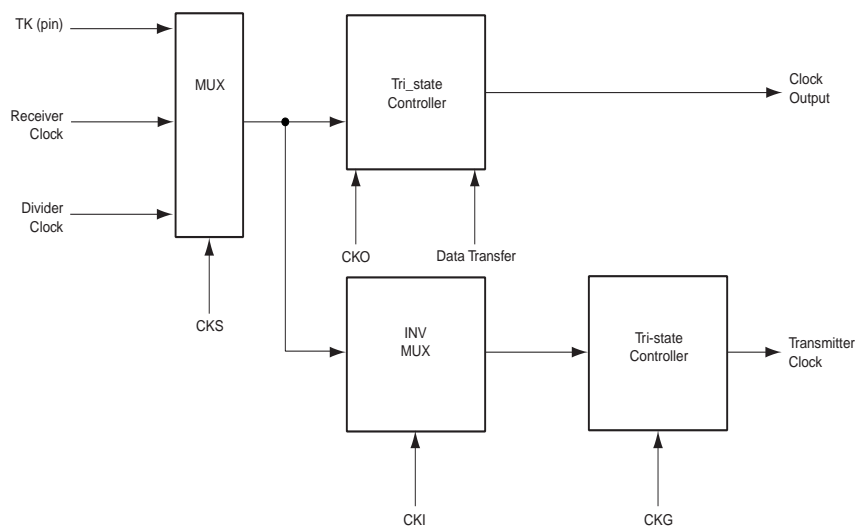 TK (pin)
MUX
Tri_state
Controller
Clock
Output
Receiver
Clock
Divider
Clock
CKO
Data Transfer
CKS
INV
MUX
Tri-state
Controller
Transmitter
Clock
CKI
CKG